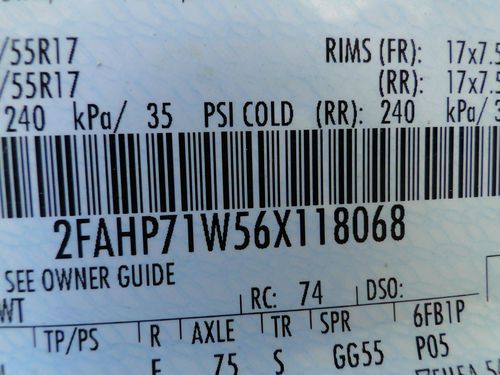 /55R17 RIMS (FR): 17x7.5
/55R17 (RR): 17x7.5
240 kPa/ 35 PSI COLD (RR): 240 kPa/ 3
2FAHP71W56X118068
SEE OWNER GUIDE
WT RC: 74 DSO:
TP/PS R AXLE TR SPR 6FB1P
F 75 S GG55 P05